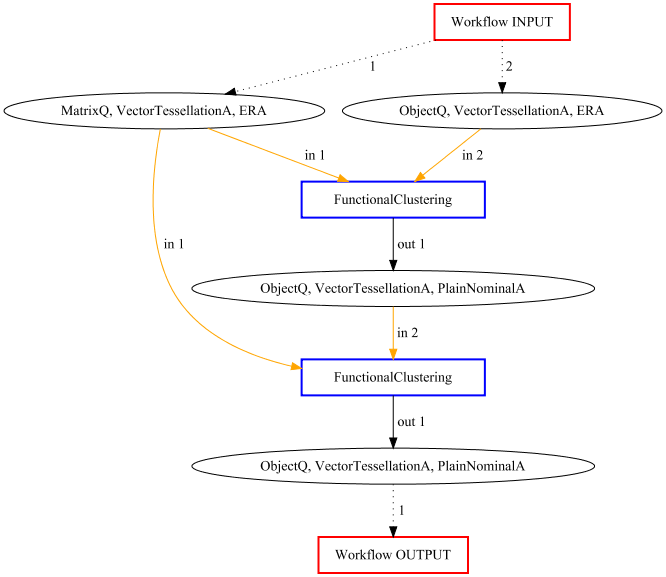 Workflow INPUT
1
2
MatrixQ, VectorTessellationA, ERA
ObjectQ, VectorTessellationA, ERA
in 1
in 2
FunctionalClustering
in 1
out 1
ObjectQ, VectorTessellationA, PlainNominalA
in 2
FunctionalClustering
out 1
ObjectQ, VectorTessellationA, PlainNominalA
1
Workflow OUTPUT